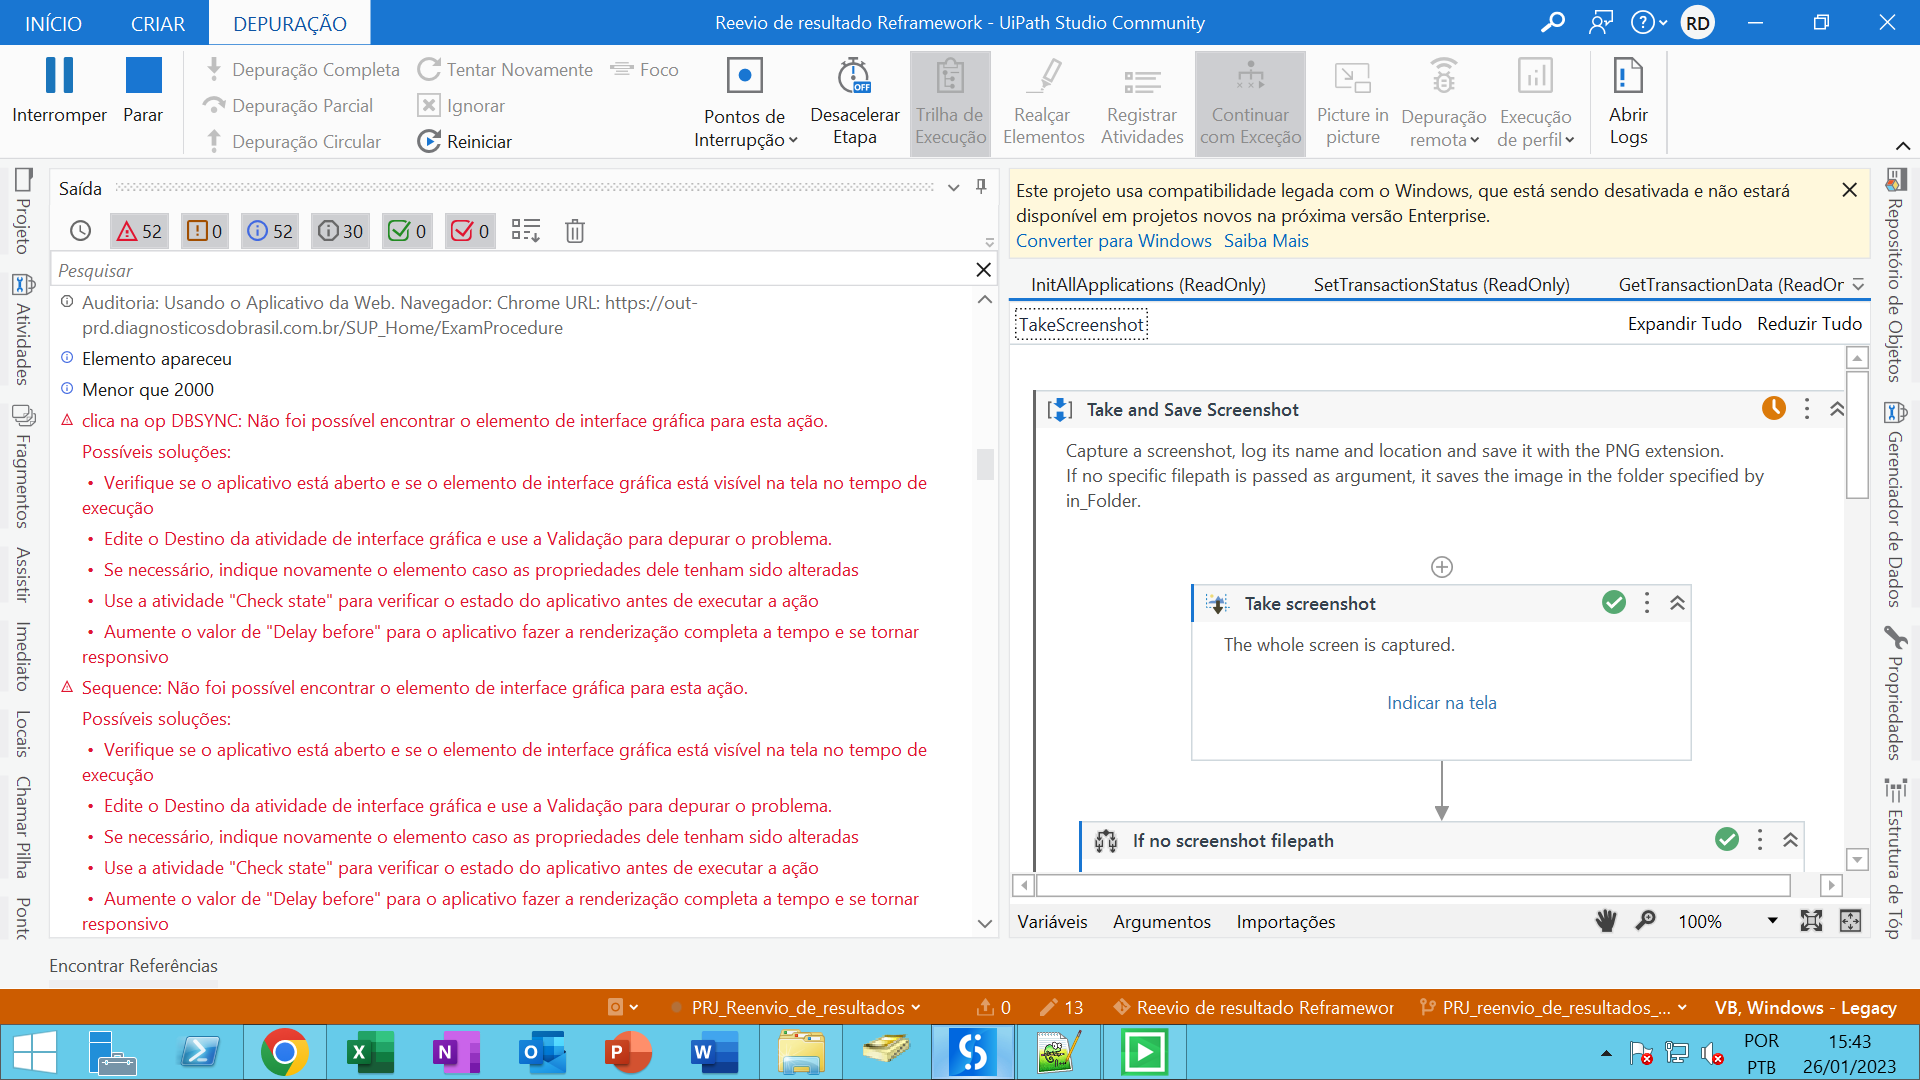 INÍCIO
CRIAR
DEPURAÇÃO
Reevio de resultado Reframework - UiPath Studio Community
RD
Interromper
Parar
Depuração Completa
Depuração Parcial
Depuração Circular
Tentar Novamente
Ignorar
Reiniciar
Foco
Pontos de
Interrupção
Desacelerar
Etapa
OFF
Trilha de
Execução
Realçar
Elementos
Registrar
Atividades
Continuar
com Exceção
Picture in
picture
Depuração
remota
Execução
de perfil
Abrir
Logs
Projeto
Atividades
Fragmentos
Assistir
Imediato
Locais
Chamar Pilha
Saída
52
0
52
30
0
0
Pesquisar
Auditoria: Usando o Aplicativo da Web. Navegador: Chrome URL: https://out-
prd.diagnosticosdobrasil.com.br/SUP_Home/ExamProcedure
Elemento apareceu
Menor que 2000
clica na op DBSYNC: Não foi possível encontrar o elemento de interface gráfica para esta ação.
Possíveis soluções:
• Verifique se o aplicativo está aberto e se o elemento de interface gráfica está visível na tela no tempo de
execução
• Edite o Destino da atividade de interface gráfica e use a Validação para depurar o problema.
• Se necessário, indique novamente o elemento caso as propriedades dele tenham sido alteradas
• Use a atividade "Check state" para verificar o estado do aplicativo antes de executar a ação
• Aumente o valor de "Delay before" para o aplicativo fazer a renderização completa a tempo e se tornar
responsivo
Sequence: Não foi possível encontrar o elemento de interface gráfica para esta ação.
Possíveis soluções:
• Verifique se o aplicativo está aberto e se o elemento de interface gráfica está visível na tela no tempo de
execução
• Edite o Destino da atividade de interface gráfica e use a Validação para depurar o problema.
• Se necessário, indique novamente o elemento caso as propriedades dele tenham sido alteradas
• Use a atividade "Check state" para verificar o estado do aplicativo antes de executar a ação
• Aumente o valor de "Delay before" para o aplicativo fazer a renderização completa a tempo e se tornar
responsivo
Encontrar Referências
Este projeto usa compatibilidade legada com o Windows, que está sendo desativada e não estará
disponível em projetos novos na próxima versão Enterprise.
Converter para Windows Saiba Mais
InitAllApplications (ReadOnly)
SetTransactionStatus (ReadOnly)
GetTransactionData (ReadOr
TakeScreenshot
Expandir Tudo
Reduzir Tudo
Take and Save Screenshot
Capture a screenshot, log its name and location and save it with the PNG extension.
If no specific filepath is passed as argument, it saves the image in the folder specified by
in_Folder.
Take screenshot
The whole screen is captured.
Indicar na tela
If no screenshot filepath
Variáveis
Argumentos
Importações
100%
Repositório de Objetos
Gerenciador de Dados
Propriedades
Estrutura de Tóp
PRJ_Reenvio_de_resultados
0
13
Reevio de resultado Reframewor
PRJ_reenvio_de_resultados_...
VB, Windows - Legacy
POR
PTB
15:43
26/01/2023